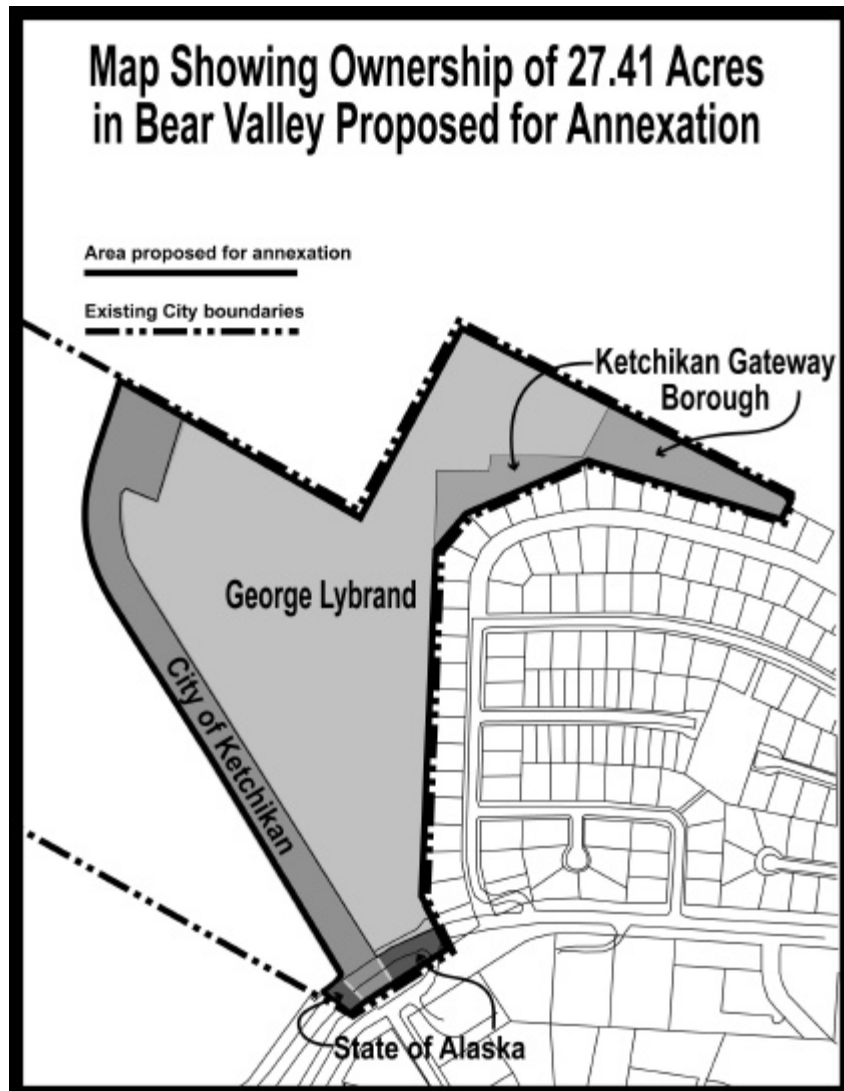 Map Showing Ownership of 27.41 Acres
in Bear Valley Proposed for Annexation
Area proposed for annexation
Existing City boundaries
Ketchikan Gateway
Borough
George Lybrand
City of Ketchikan
State of Alaska